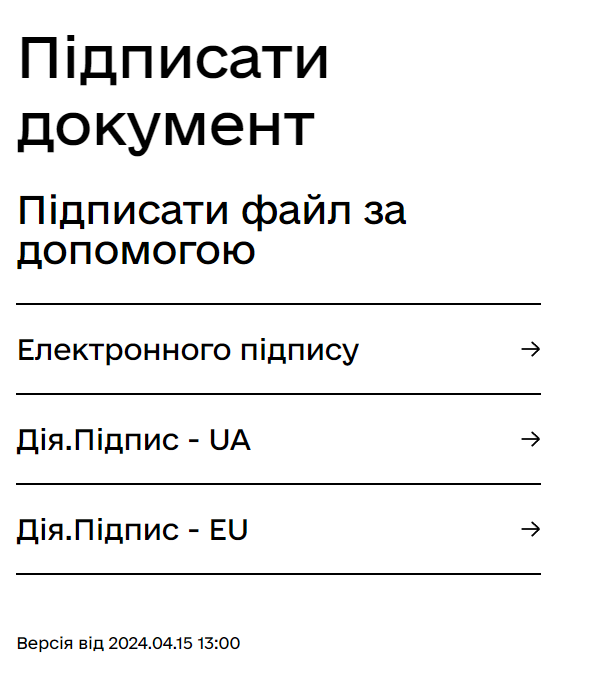 Підписати
документ
Підписати файл за
допомогою
Електронного підпису
Дія.Підпис - UA
Дія.Підпис - EU
Версія від 2024.04.15 13:00